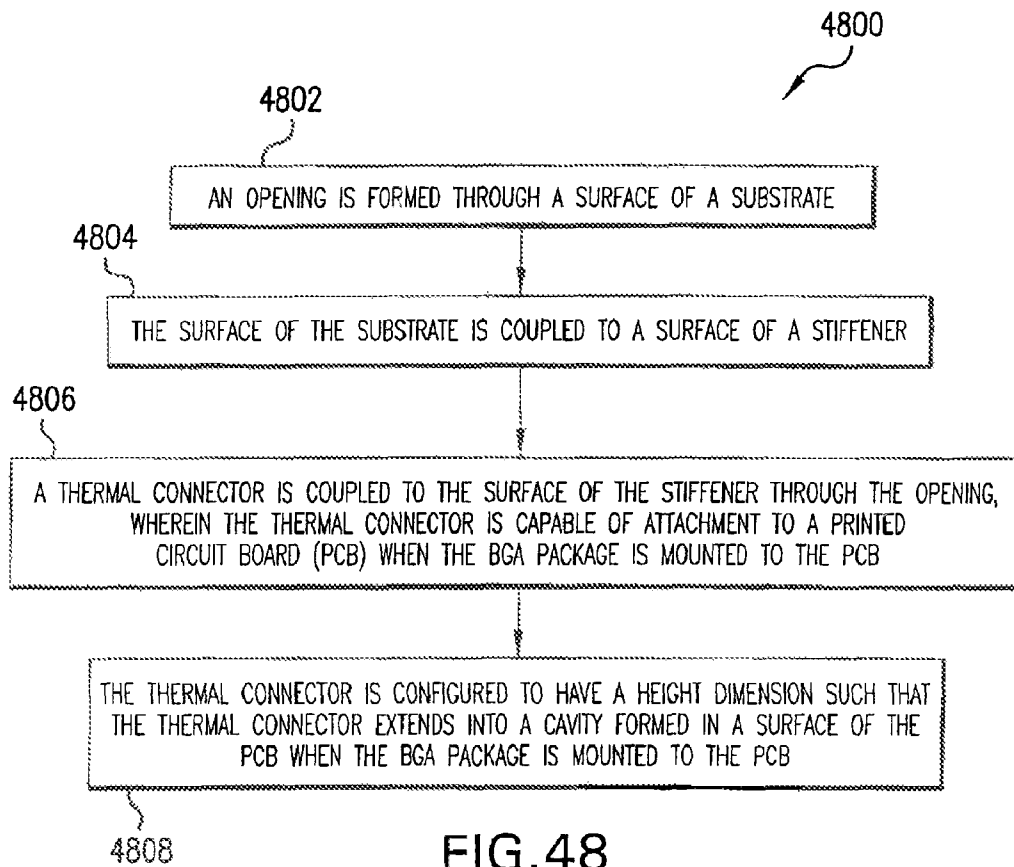 4800
4802
AN OPENING IS FORMED THROUGH A SURFACE OF A SUBSTRATE
4804
THE SURFACE OF THE SUBSTRATE IS COUPLED TO A SURFACE OF A STIFFENER
4806
A THERMAL CONNECTOR IS COUPLED TO THE SURFACE OF THE STIFFENER THROUGH THE OPENING,
WHEREIN THE THERMAL CONNECTOR IS CAPABLE OF ATTACHMENT TO A PRINTED
CIRCUIT BOARD (PCB) WHEN THE BGA PACKAGE IS MOUNTED TO THE PCB
THE THERMAL CONNECTOR IS CONFIGURED TO HAVE A HEIGHT DIMENSION SUCH THAT
THE THERMAL CONNECTOR EXTENDS INTO A CAVITY FORMED IN A SURFACE OF THE
PCB WHEN THE BGA PACKAGE IS MOUNTED TO THE PCB
4808
FIG.48